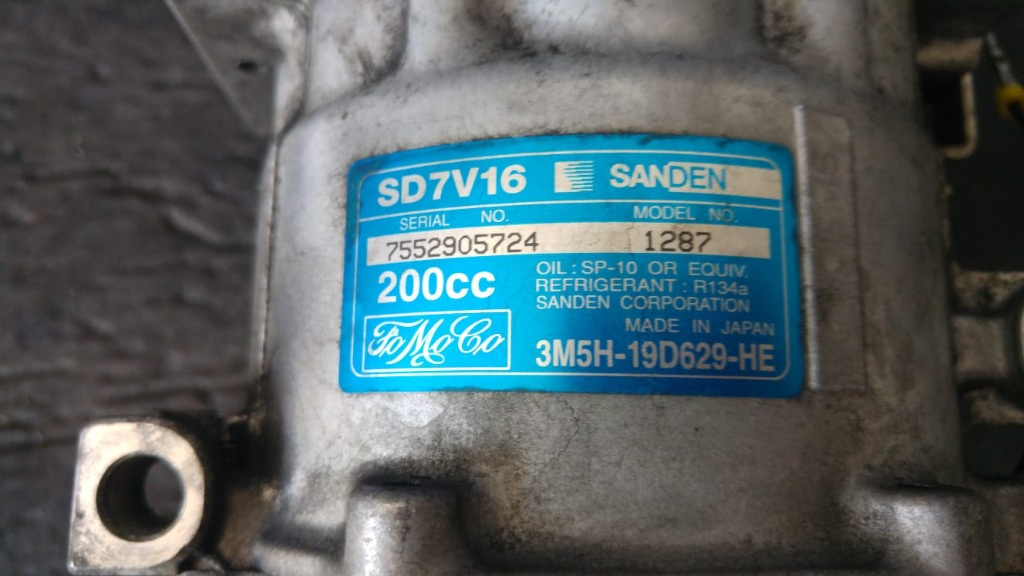 SD7V16 SANDEN
SERIAL NO. MODEL NO.
7552905724 1287
200cc
OIL : SP-10 OR EQUIV.
REFRIGERANT : R134a
SANDEN CORPORATION
MADE IN JAPAN
FoMoCo
3M5H-19D629-HE